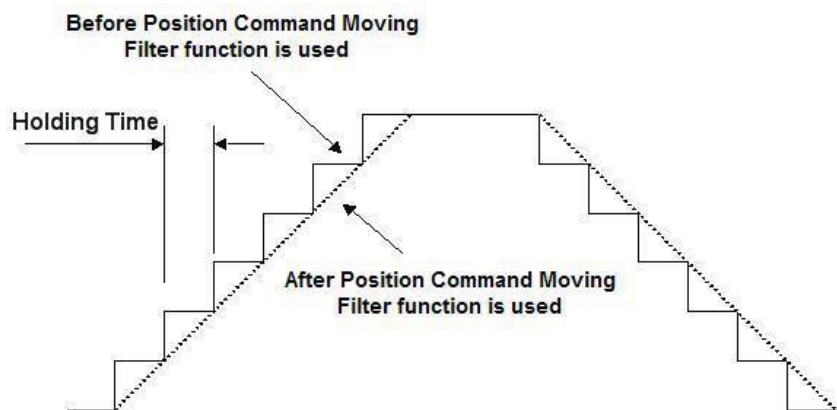 Before Position Command Moving
Filter function is used
Holding Time
After Position Command Moving
Filter function is used